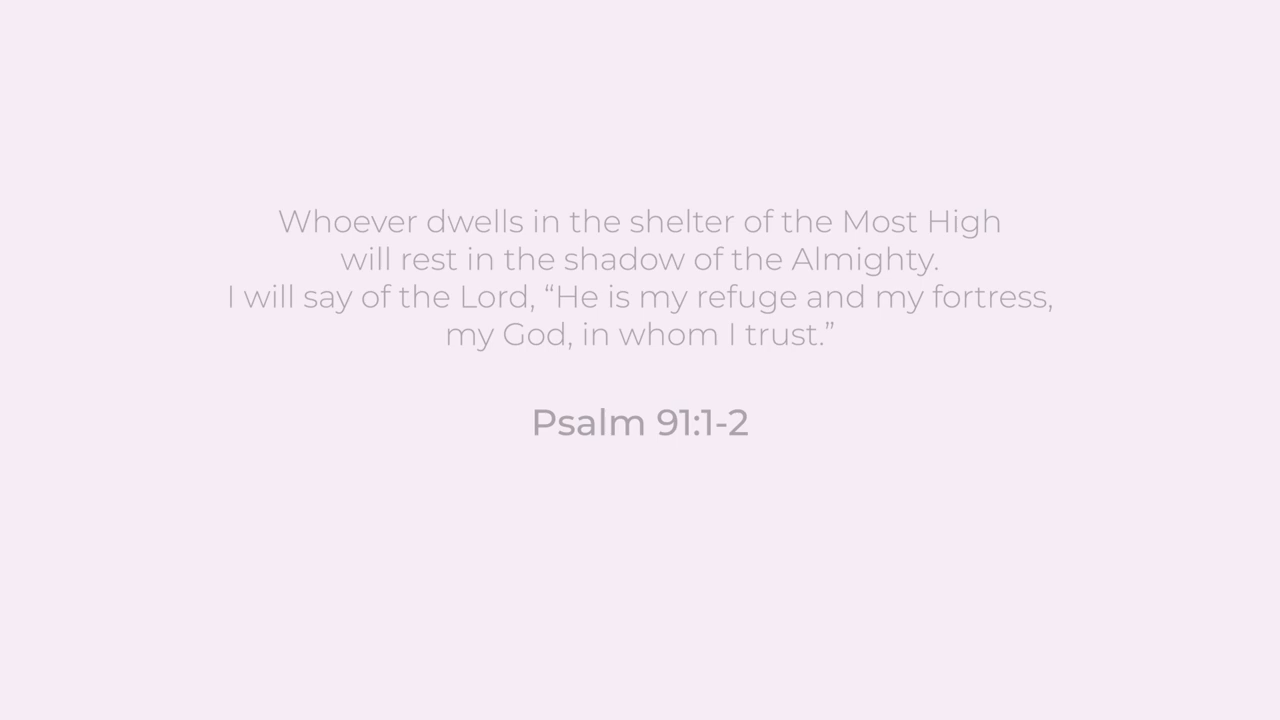 Whoever dwells in the shelter of the Most High
will rest in the shadow of the Almighty.
I will say of the Lord, “He is my refuge and my fortress,
my God, in whom I trust.”
Psalm 91:1-2